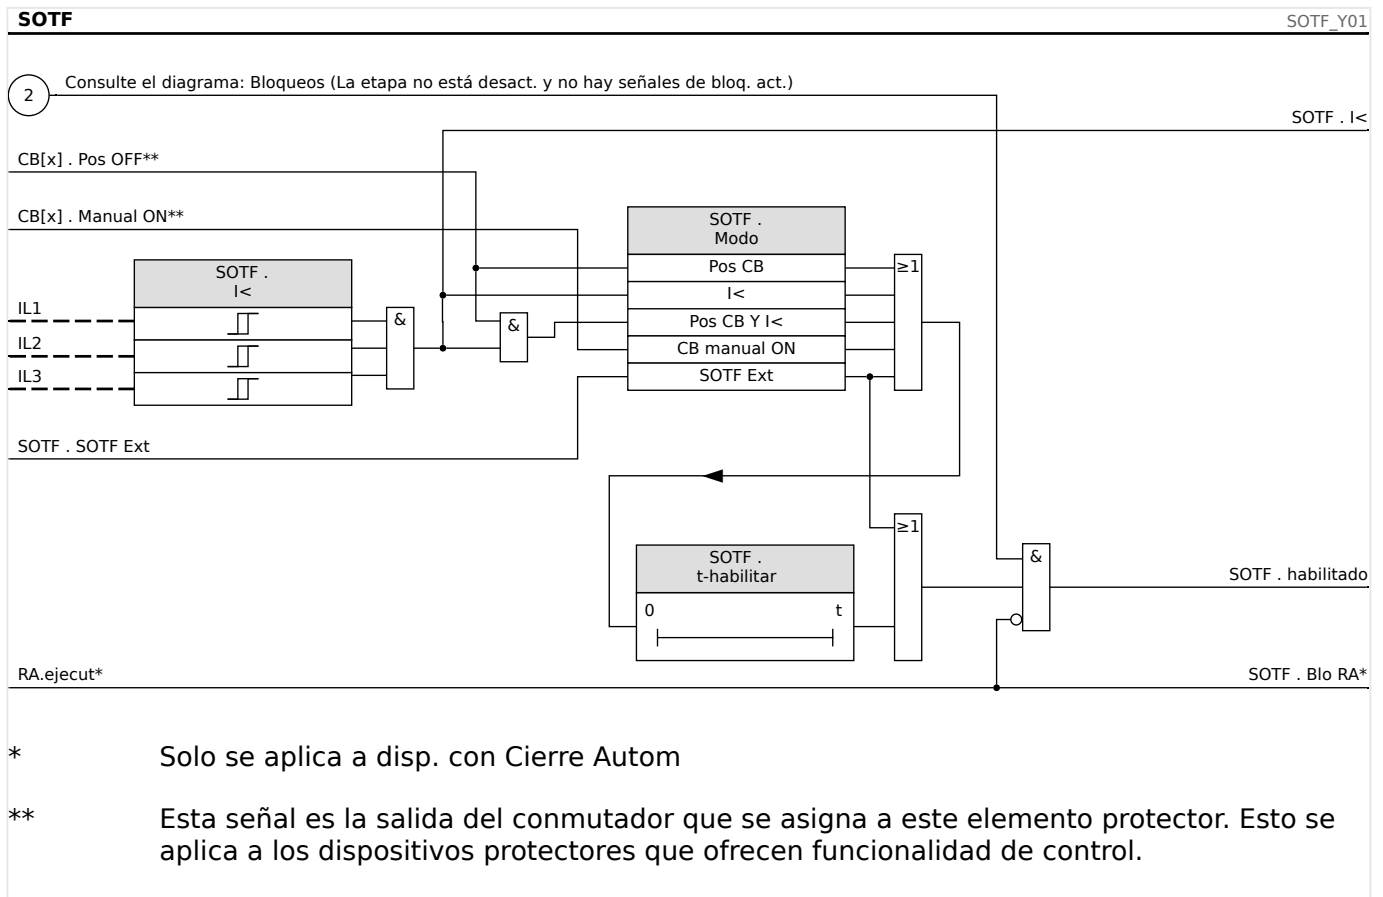 SOTF
SOTF_Y01
2
Consulte el diagrama: Bloqueos (La etapa no está desact. y no hay señales de bloq. act.)
SOTF . I<
CB[x] . Pos OFF**
CB[x] . Manual ON**
SOTF .
Modo
Pos CB
I<
Pos CB Y I<
CB manual ON
SOTF Ext
≥1
SOTF .
I<
IL1
IL2
IL3
&
&
SOTF . SOTF Ext
≥1
SOTF .
t-habilitar
0
t
&
SOTF . habilitado
RA.ejecut*
SOTF . Blo RA*
* Solo se aplica a disp. con Cierre Autom
** Esta señal es la salida del conmutador que se asigna a este elemento protector. Esto se
aplica a los dispositivos protectores que ofrecen funcionalidad de control.